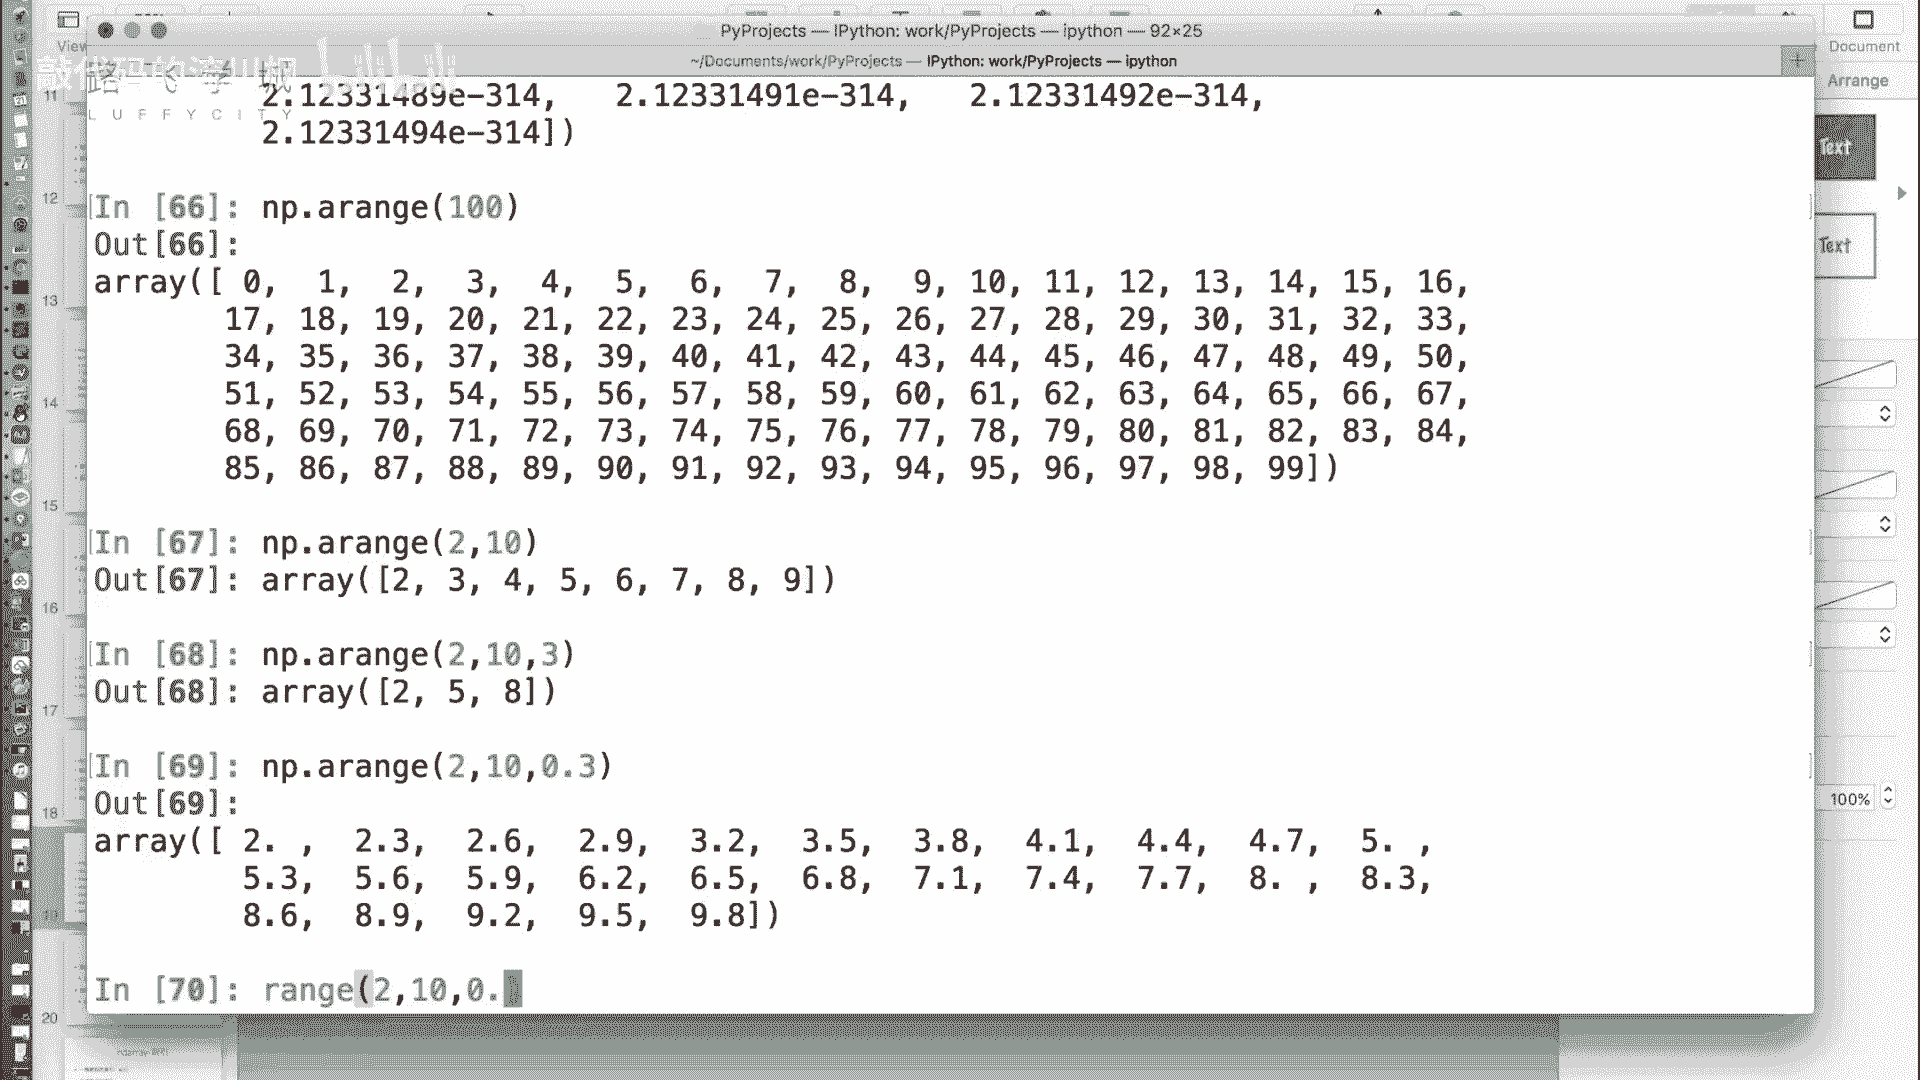 View
PyProjects — IPython: work/PyProjects — ipython — 92×25
Document
~/Documents/work/PyProjects — IPython: work/PyProjects — ipython
+
Arrange
LUFFYCITY
2.12331489e-314, 2.12331491e-314, 2.12331492e-314,
2.12331494e-314])
Text
In [66]: np.arange(100)
Out[66]:
Text
array([ 0, 1, 2, 3, 4, 5, 6, 7, 8, 9, 10, 11, 12, 13, 14, 15, 16,
17, 18, 19, 20, 21, 22, 23, 24, 25, 26, 27, 28, 29, 30, 31, 32, 33,
34, 35, 36, 37, 38, 39, 40, 41, 42, 43, 44, 45, 46, 47, 48, 49, 50,
51, 52, 53, 54, 55, 56, 57, 58, 59, 60, 61, 62, 63, 64, 65, 66, 67,
68, 69, 70, 71, 72, 73, 74, 75, 76, 77, 78, 79, 80, 81, 82, 83, 84,
85, 86, 87, 88, 89, 90, 91, 92, 93, 94, 95, 96, 97, 98, 99])
In [67]: np.arange(2,10)
Out[67]: array([2, 3, 4, 5, 6, 7, 8, 9])
In [68]: np.arange(2,10,3)
Out[68]: array([2, 5, 8])
In [69]: np.arange(2,10,0.3)
Out[69]:
100%
array([ 2. , 2.3, 2.6, 2.9, 3.2, 3.5, 3.8, 4.1, 4.4, 4.7, 5. ,
5.3, 5.6, 5.9, 6.2, 6.5, 6.8, 7.1, 7.4, 7.7, 8. , 8.3,
8.6, 8.9, 9.2, 9.5, 9.8])
In [70]: range(2,10,0.)
11
12
13
14
15
16
17
18
19
20